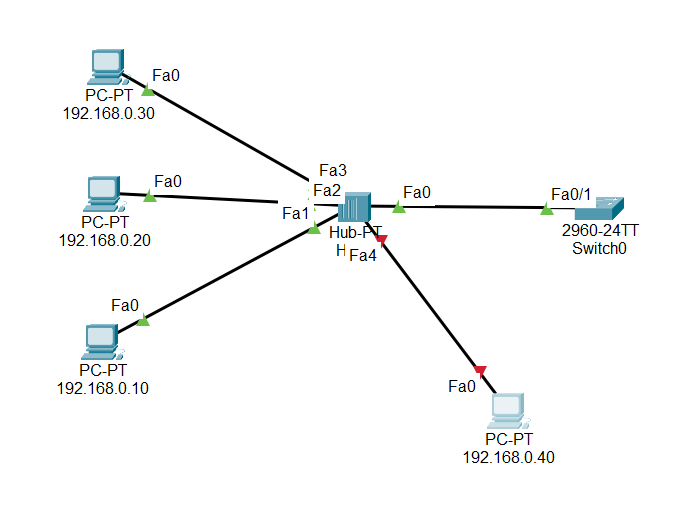 Fa0
PC-PT
192.168.0.30
Fa3
Fa0
Fa2
Fa0
Fa0/1
PC-PT
192.168.0.20
Fa1
Hub-PT
2960-24TT
H
Fa4
Switch0
Fa0
PC-PT
192.168.0.10
Fa0
PC-PT
192.168.0.40